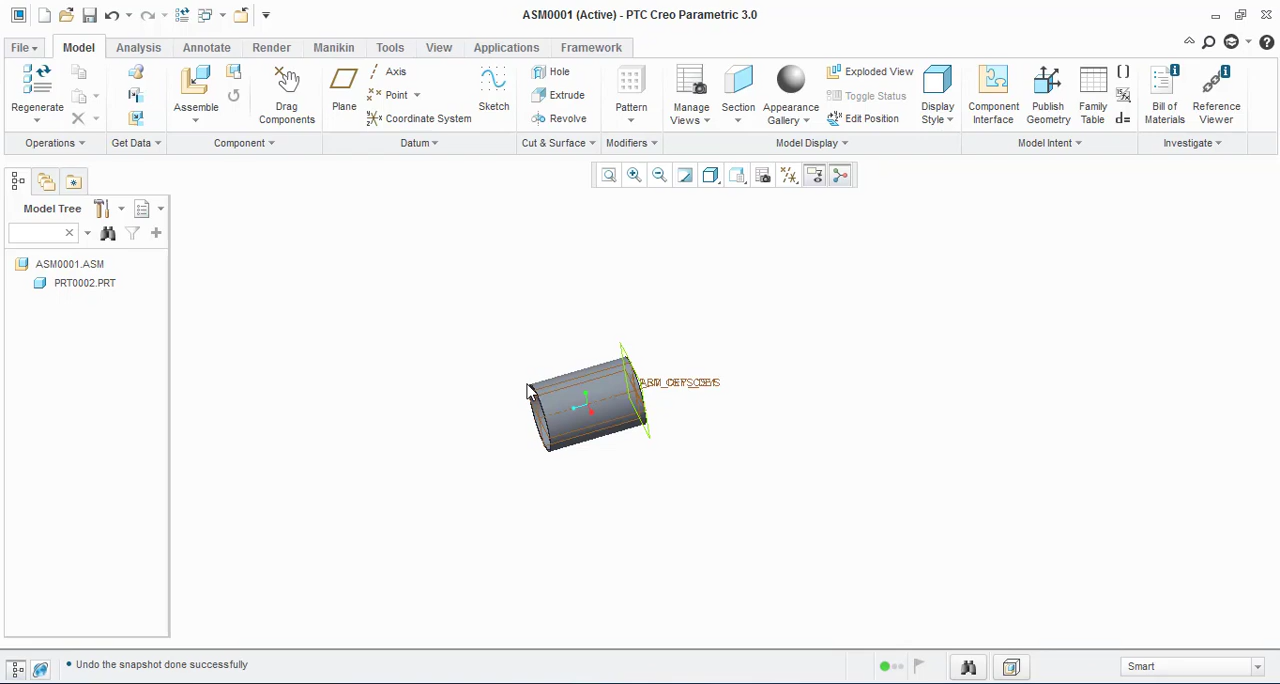 ASM0001 (Active) - PTC Creo Parametric 3.0
File Model Analysis Annotate Render Manikin Tools View Applications Framework
Regenerate
Assemble
Drag Components
Plane
Axis
Point
Coordinate System
Sketch
Hole
Extrude
Revolve
Pattern
Manage Views
Section
Appearance Gallery
Exploded View
Toggle Status
Edit Position
Display Style
Component Interface
Publish Geometry
Family Table
Bill of Materials
Reference Viewer
Operations Get Data Component Datum Cut & Surface Modifiers Model Display Model Intent Investigate
Model Tree
ASM0001.ASM
PRT0002.PRT
Undo the snapshot done successfully
Smart